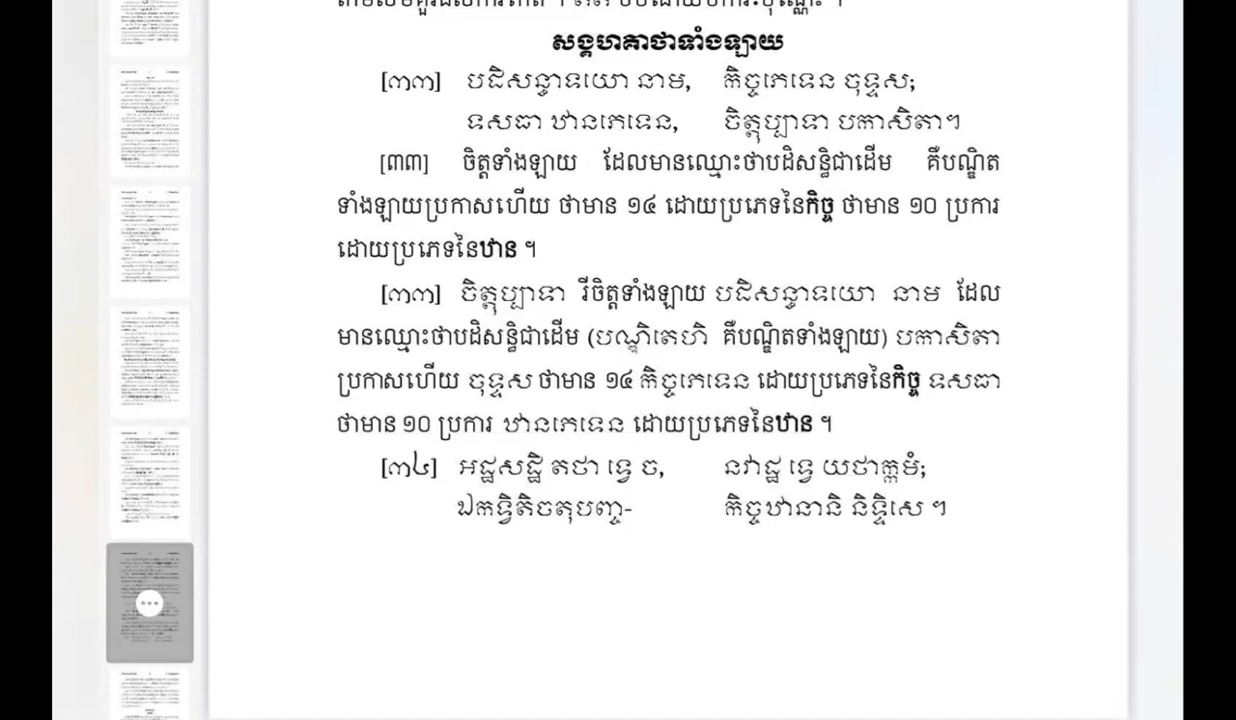 សង្គហគាថាទាំងឡាយ
[៣៣] បដិសន្ធាទយោ នាម, កិច្ចភេទេន ចុទ្ទស;
ទសធា ឋានភេទេន, ចិត្តុប្បាទា បកាសិតា។
[៣៣] ចិត្តទាំងឡាយ ដែលមានឈ្មោះថាបដិសន្ធិជាដើម គឺបណ្ឌិត
ទាំងឡាយប្រកាសហើយ ថាមាន ១៤ ដោយប្រភេទនៃកិច្ច ថាមាន ១០ ប្រការ
ដោយប្រភេទនៃឋាន ។
[៣៣] ចិត្តុប្បាទា រីចិត្តទាំងឡាយ បដិសន្ធាទយោ នាម ដែល
មានឈ្មោះថាបដិសន្ធិជាដើម (បណ្ឌិតេហិ គឺបណ្ឌិតទាំងឡាយ) បកាសិតា
ប្រកាសហើយ ចុទ្ទស ថាមាន ១៤ កិច្ចភេទេន ដោយប្រភេទនៃកិច្ច ទសធា
ថាមាន ១០ ប្រការ ឋានភេទេន ដោយប្រភេទនៃឋាន ។
[៣៤] អដ្ឋសដ្ឋិ តថា ទ្វេ ច, នវាដ្ឋ ទ្វេ យថាក្កមំ;
ឯកទ្វិតិចតុបញ្ច- កិច្ចឋានានិ និទ្ទិសេ ។